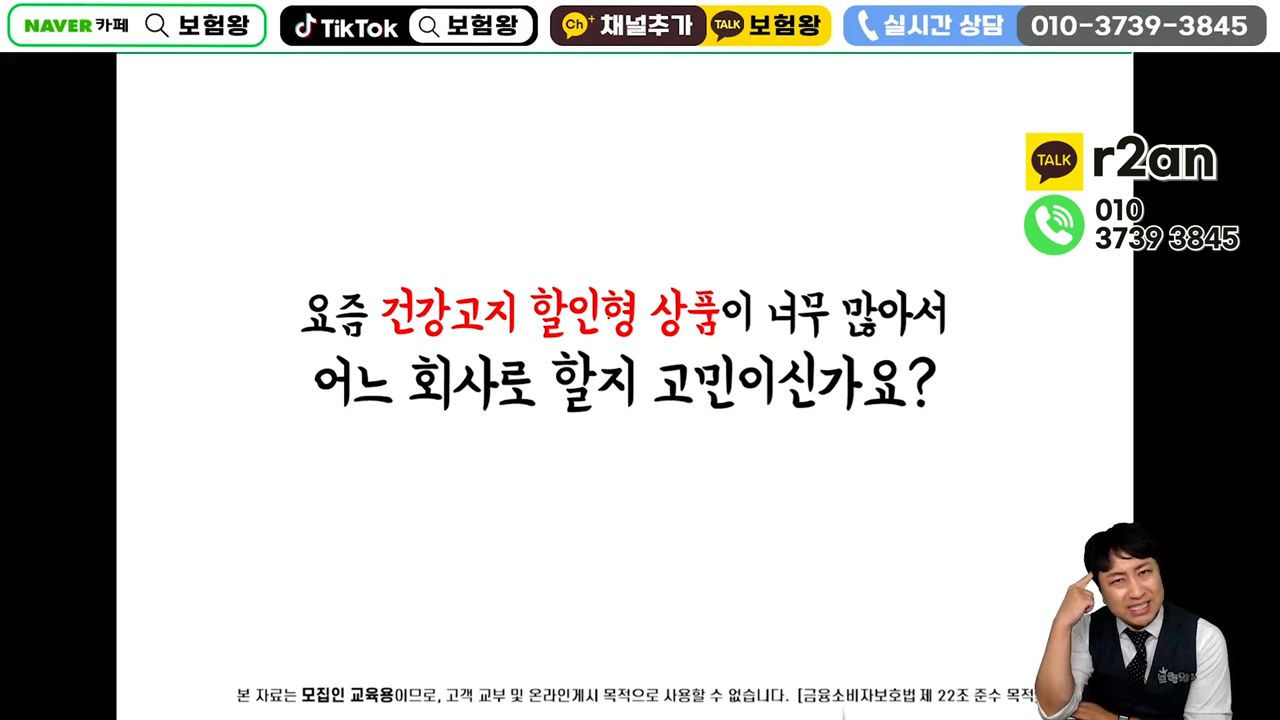 NAVER 카페 보험왕
TikTok 보험왕
Ch+ 채널추가 TALK 보험왕
실시간 상담 010-3739-3845
TALK r2an
010
3739 3845
요즘 건강고지 할인형 상품이 너무 많아서
어느 회사로 할지 고민이신가요?
본 자료는 모집인 교육용이므로, 고객 교부 및 온라인게시 목적으로 사용할 수 없습니다. [금융소비자보호법 제 22조 준수 목적